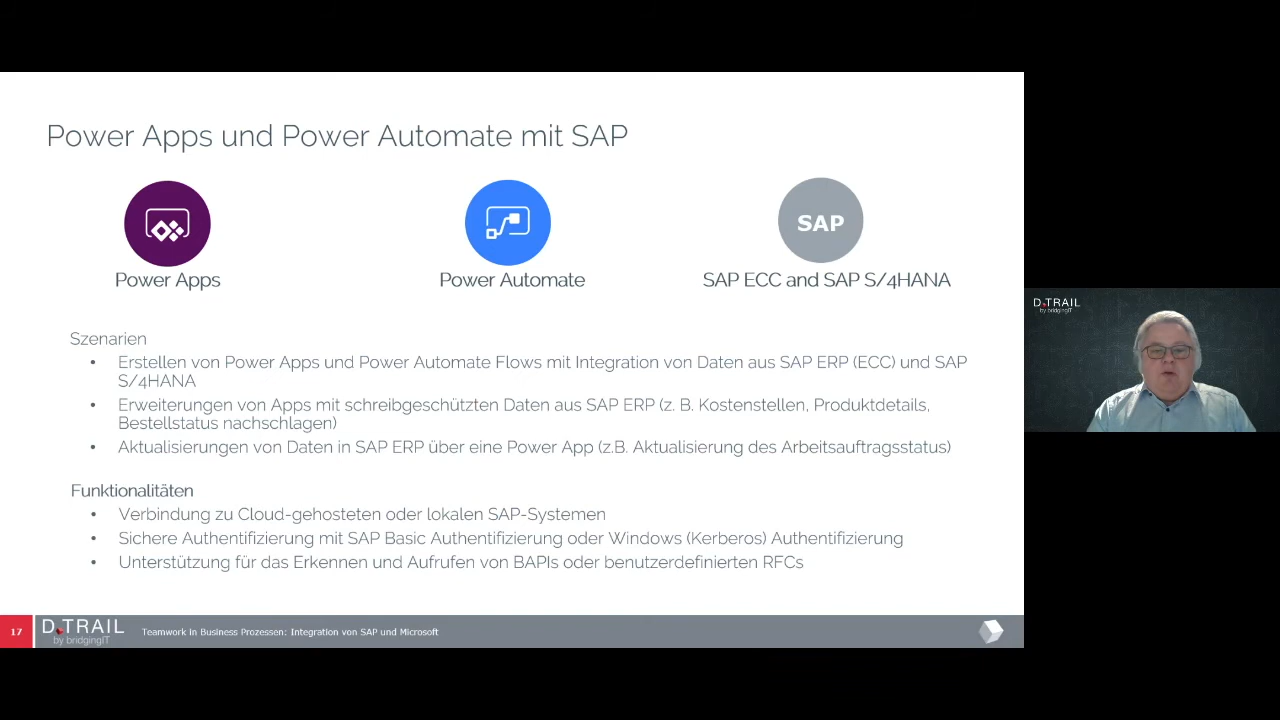 Power Apps und Power Automate mit SAP
SAP
Power Apps
Power Automate
SAP ECC and SAP S/4HANA
Szenarien
• Erstellen von Power Apps und Power Automate Flows mit Integration von Daten aus SAP ERP (ECC) und SAP
S/4HANA
• Erweiterungen von Apps mit schreibgeschützten Daten aus SAP ERP (z. B. Kostenstellen, Produktdetails,
Bestellstatus nachschlagen)
• Aktualisierungen von Daten in SAP ERP über eine Power App (z.B. Aktualisierung des Arbeitsauftragsstatus)
Funktionalitäten
• Verbindung zu Cloud-gehosteten oder lokalen SAP-Systemen
• Sichere Authentifizierung mit SAP Basic Authentifizierung oder Windows (Kerberos) Authentifizierung
• Unterstützung für das Erkennen und Aufrufen von BAPIs oder benutzerdefinierten RFCs
17
D TRAIL
by bridgingIT
Teamwork in Business Prozessen: Integration von SAP und Microsoft
D TRAIL
by bridgingIT